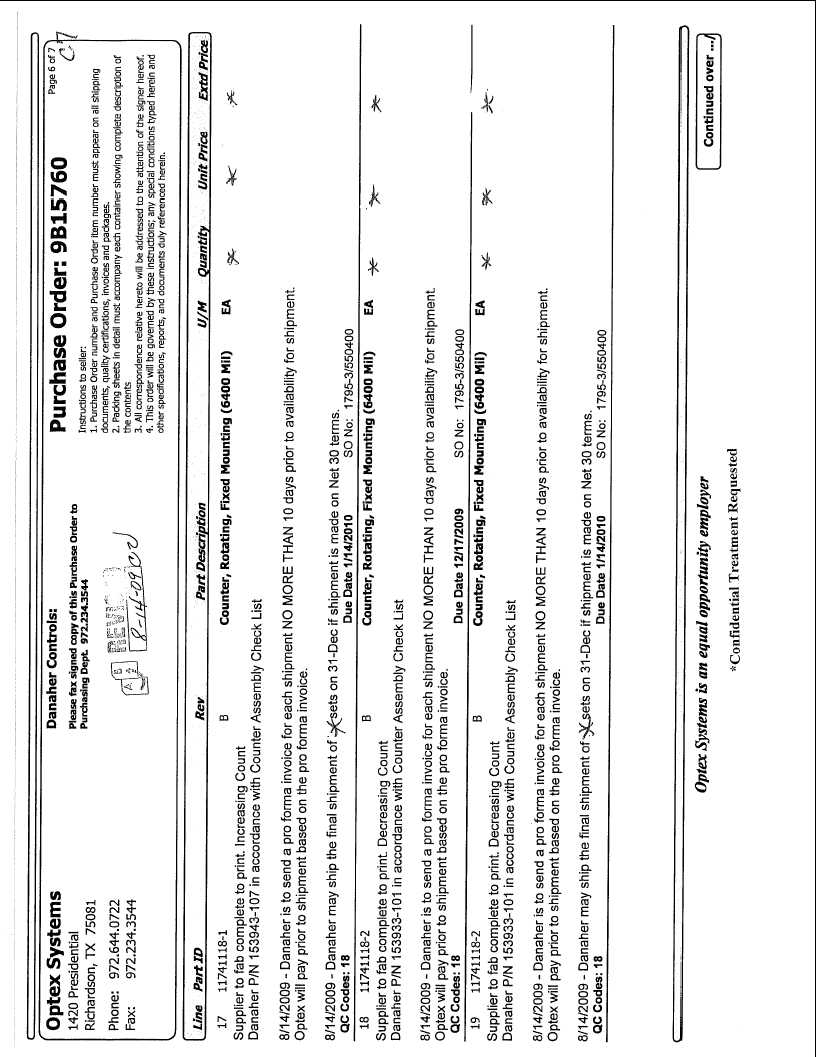 Optex Systems
1420 Presidential
Richardson, TX 75081
Phone: 972.644.0722
Fax: 972.234.3544
Danaher Controls:
Please fax signed copy of this Purchase Order to
Purchasing Dept. 972.234.3544
8-14-09
Purchase Order: 9B15760
Page 6 of 7
Instructions to seller:
1. Purchase Order number and Purchase Order item number must appear on all shipping
documents, quality certifications, invoices and packages.
2. Packing sheets in detail must accompany each container showing complete description of
the contents
3. All correspondence relative hereto will be addressed to the attention of the signer hereof.
4. This order will be governed by these instructions; any special conditions typed herein and
other specifications, reports, and documents duly referenced herein.
Line Part ID Rev Part Description U/M Quantity Unit Price Extd Price
17 11741118-1 B Counter, Rotating, Fixed Mounting (6400 Mil) EA * * *
Supplier to fab complete to print. Increasing Count
Danaher P/N 153943-107 in accordance with Counter Assembly Check List
8/14/2009 - Danaher is to send a pro forma invoice for each shipment NO MORE THAN 10 days prior to availability for shipment.
Optex will pay prior to shipment based on the pro forma invoice.
8/14/2009 - Danaher may ship the final shipment of * sets on 31-Dec if shipment is made on Net 30 terms.
QC Codes: 18 Due Date 1/14/2010 SO No: 1795-3/550400
18 11741118-2 B Counter, Rotating, Fixed Mounting (6400 Mil) EA * * *
Supplier to fab complete to print. Decreasing Count
Danaher P/N 153933-101 in accordance with Counter Assembly Check List
8/14/2009 - Danaher is to send a pro forma invoice for each shipment NO MORE THAN 10 days prior to availability for shipment.
Optex will pay prior to shipment based on the pro forma invoice.
QC Codes: 18 Due Date 12/17/2009 SO No: 1795-3/550400
19 11741118-2 B Counter, Rotating, Fixed Mounting (6400 Mil) EA * * *
Supplier to fab complete to print. Decreasing Count
Danaher P/N 153933-101 in accordance with Counter Assembly Check List
8/14/2009 - Danaher is to send a pro forma invoice for each shipment NO MORE THAN 10 days prior to availability for shipment.
Optex will pay prior to shipment based on the pro forma invoice.
8/14/2009 - Danaher may ship the final shipment of * sets on 31-Dec if shipment is made on Net 30 terms.
QC Codes: 18 Due Date 1/14/2010 SO No: 1795-3/550400
Optex Systems is an equal opportunity employer
Continued over .../
*Confidential Treatment Requested